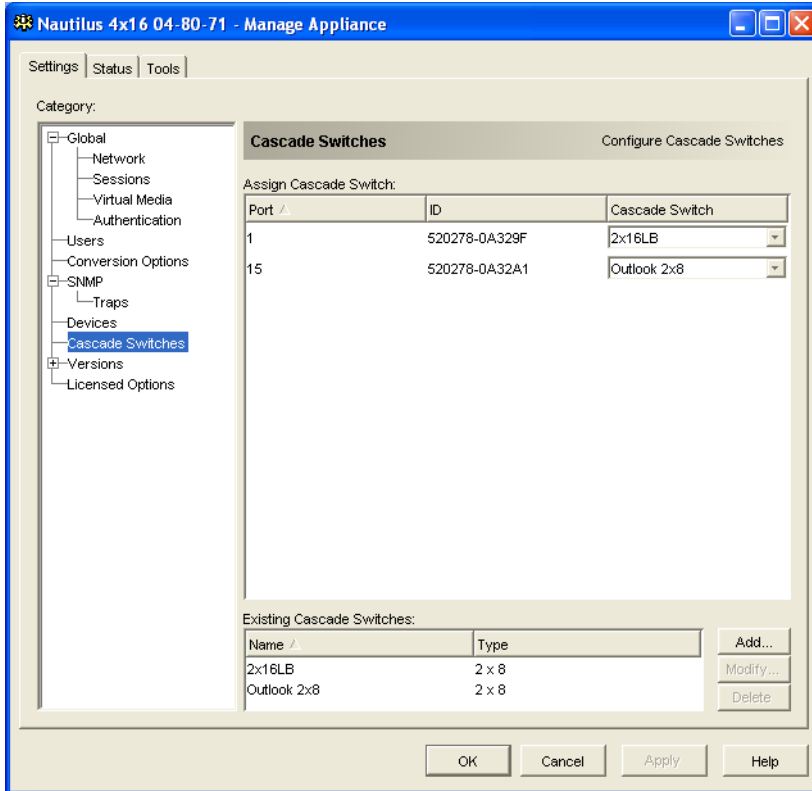 Nautilus 4x16 04-80-71 - Manage Appliance
Settings Status Tools
Category:
Global
Network
Sessions
Virtual Media
Authentication
Users
Conversion Options
SNMP
Traps
Devices
Cascade Switches
Versions
Licensed Options
Cascade Switches Configure Cascade Switches
Assign Cascade Switch:
Port ID Cascade Switch
1 520278-0A329F 2x16LB
15 520278-0A32A1 Outlook 2x8
Existing Cascade Switches:
Name Type
2x16LB 2 x 8
Outlook 2x8 2 x 8
Add...
Modify...
Delete
OK Cancel Apply Help